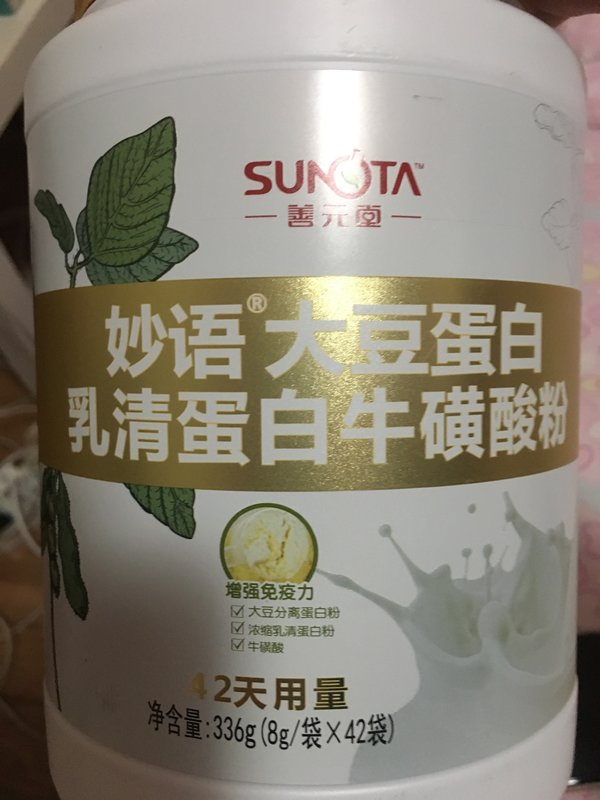 SUNOTA™
善元堂
妙语®大豆蛋白
乳清蛋白牛磺酸粉
增强免疫力
大豆分离蛋白粉
浓缩乳清蛋白粉
牛磺酸
42天用量
净含量:336g(8g/袋×42袋)